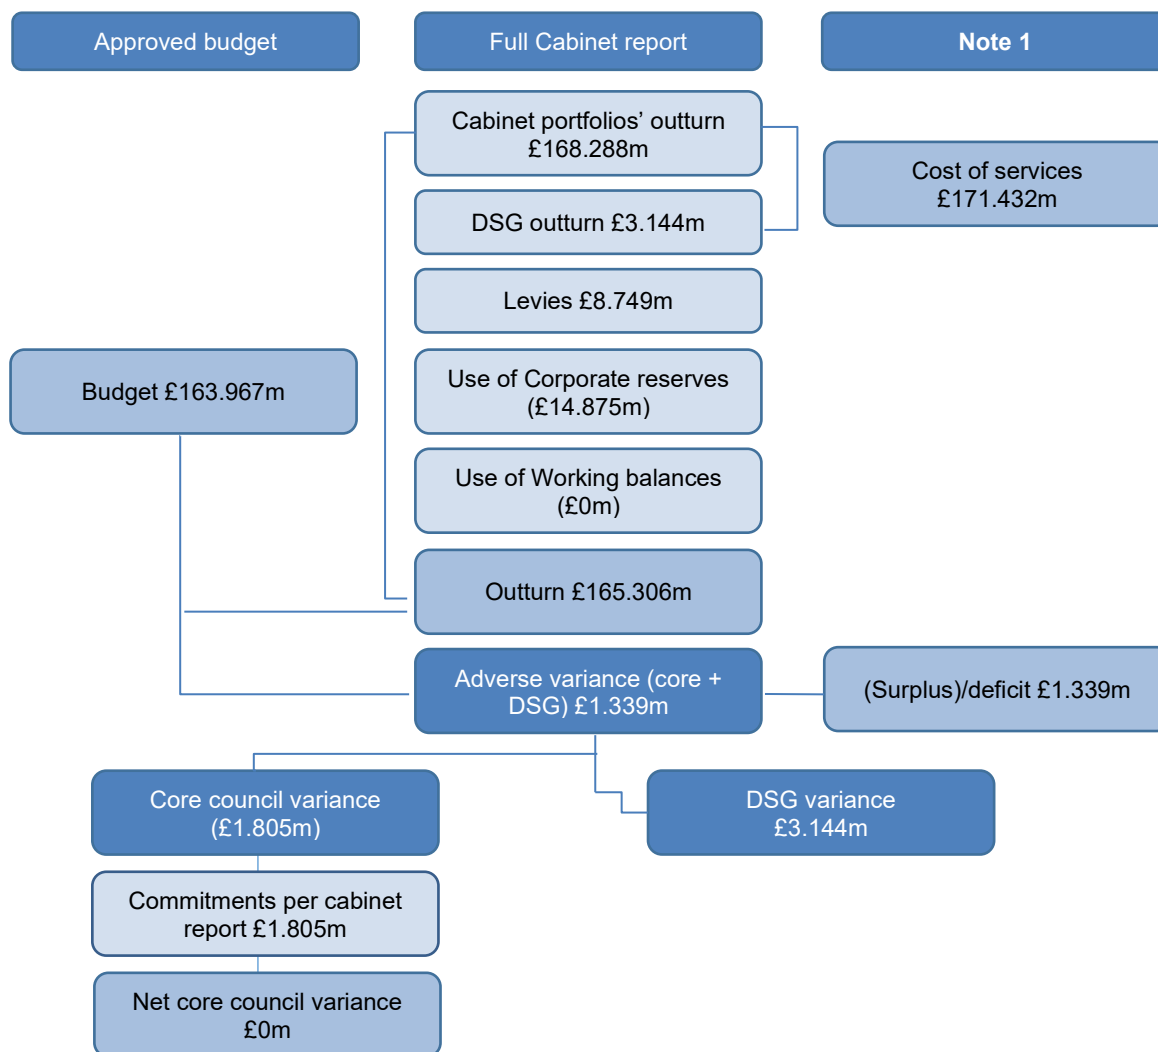 Approved budget
Full Cabinet report
Note 1
Cabinet portfolios’ outturn
£168.288m
Cost of services
£171.432m
DSG outturn £3.144m
Levies £8.749m
Budget £163.967m
Use of Corporate reserves
(£14.875m)
Use of Working balances
(£0m)
Outturn £165.306m
Adverse variance (core +
DSG) £1.339m
(Surplus)/deficit £1.339m
Core council variance
(£1.805m)
DSG variance
£3.144m
Commitments per cabinet
report £1.805m
Net core council variance
£0m